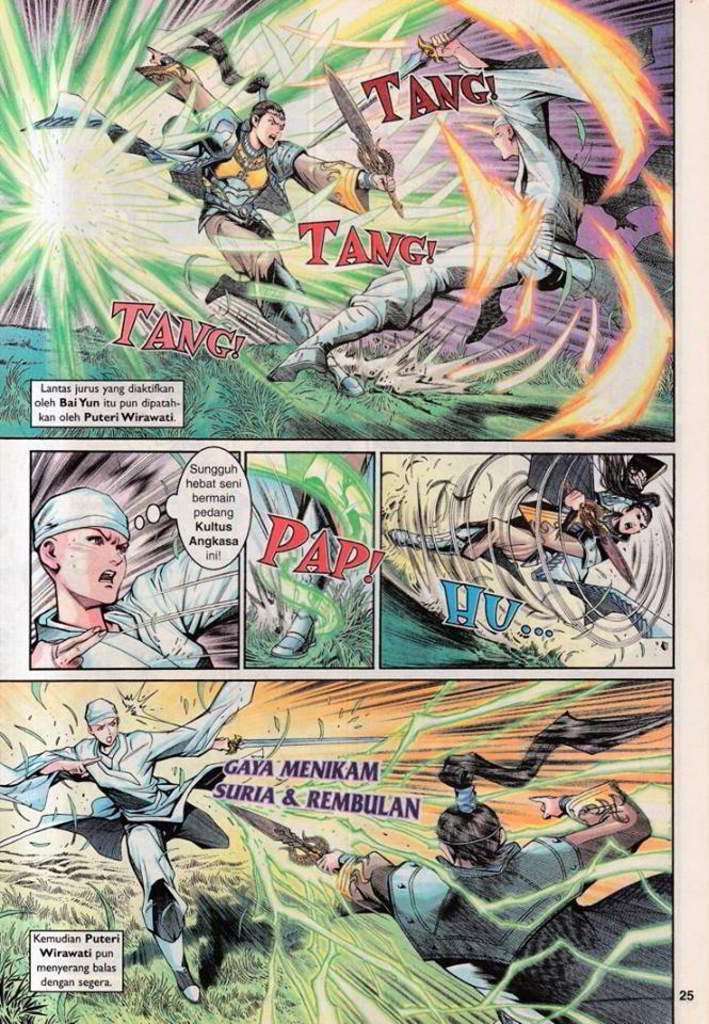 TANG!
TANG!
TANG!
Lantas jurus yang diaktifkan
oleh Bai Yun itu pun dipatah-
kan oleh Puteri Wirawati.
Sungguh
hebat seni
bermain
pedang
Kultus
Angkasa
ini!
PAP!
HU...
GAYA MENIKAM
SURIA & REMBULAN
Kemudian Puteri
Wirawati pun
menyerang balas
dengan segera.
25